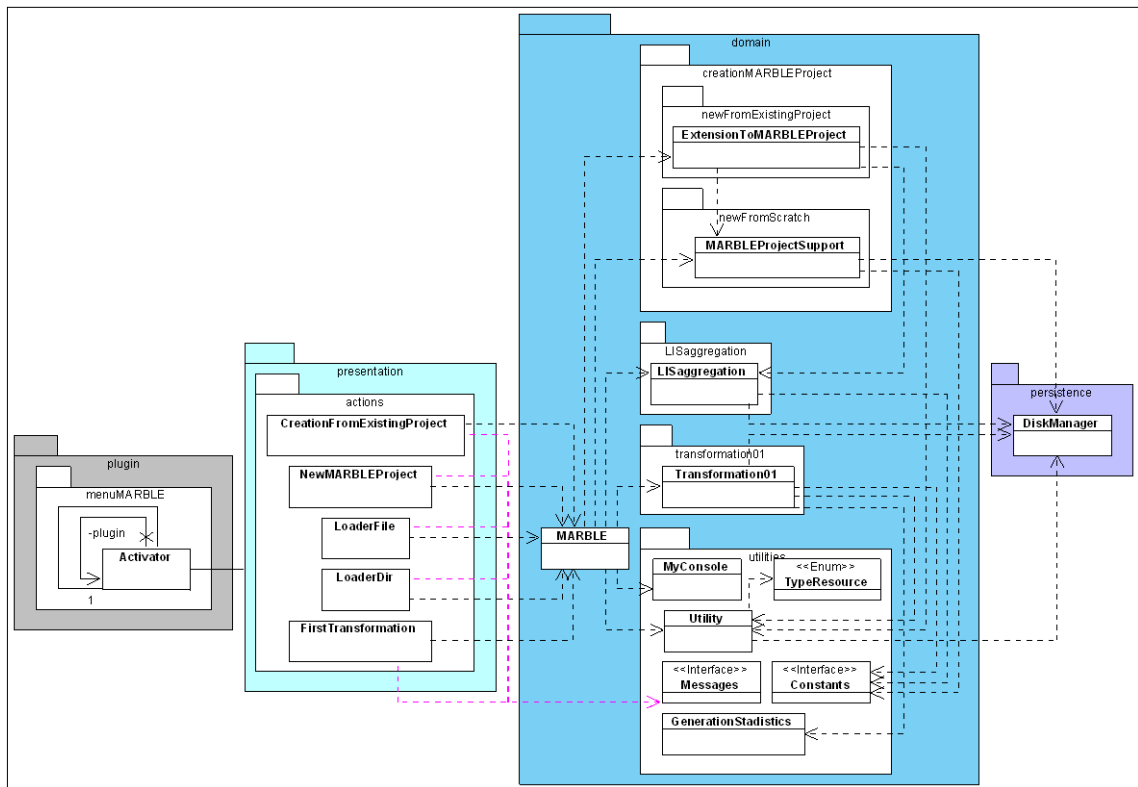 domain
creationMARBLEProject
newFromExistingProject
ExtensionToMARBLEProject
newFromScratch
MARBLEProjectSupport
LISaggregation
LISaggregation
presentation
actions
CreationFromExistingProject
NewMARBLEProject
LoaderFile
LoaderDir
FirstTransformation
persistence
DiskManager
plugin
menuMARBLE
-plugin
Activator
1
transformation01
Transformation01
MARBLE
utilities
MyConsole
<<Enum>>
TypeResource
Utility
<<Interface>>
Messages
<<Interface>>
Constants
GenerationStadistics